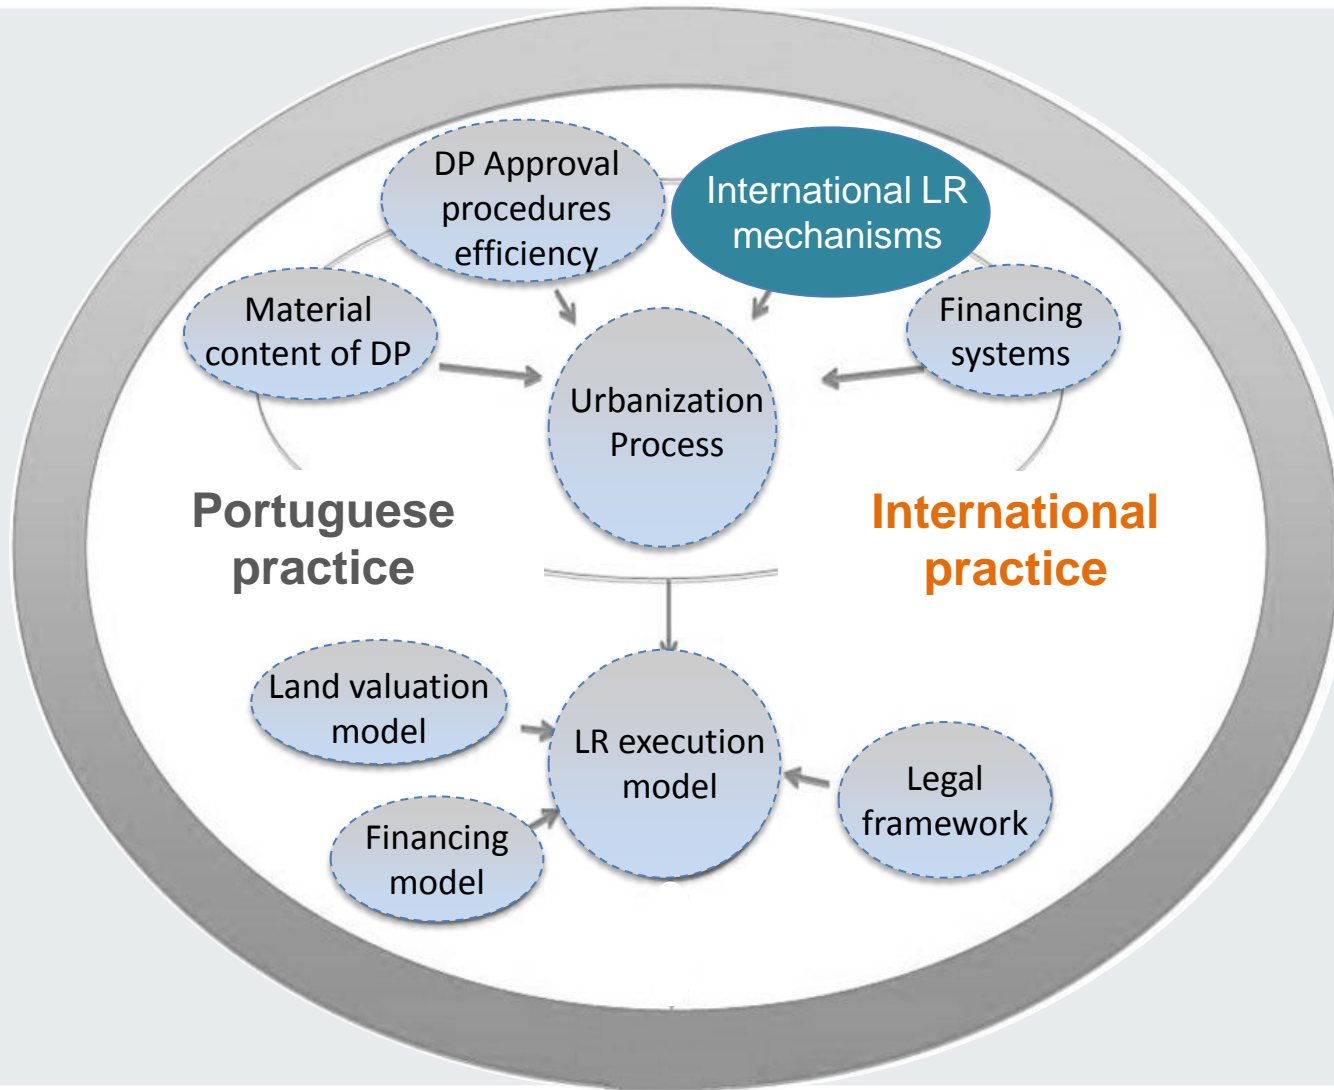 DP Approval
procedures
efficiency
International LR
mechanisms
Material
content of DP
Financing
systems
Urbanization
Process
Portuguese
practice
International
practice
Land valuation
model
LR execution
model
Legal
framework
Financing
model